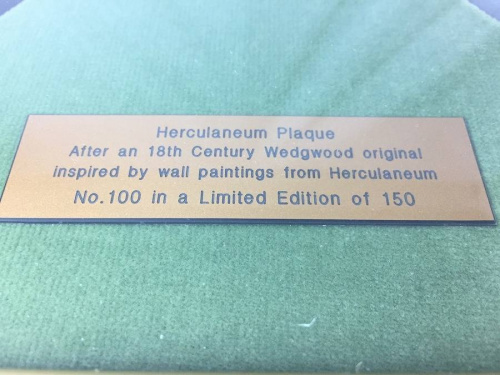 Herculaneum Plaque
After an 18th Century Wedgwood original
inspired by wall paintings from Herculaneum
No.100 in a Limited Edition of 150